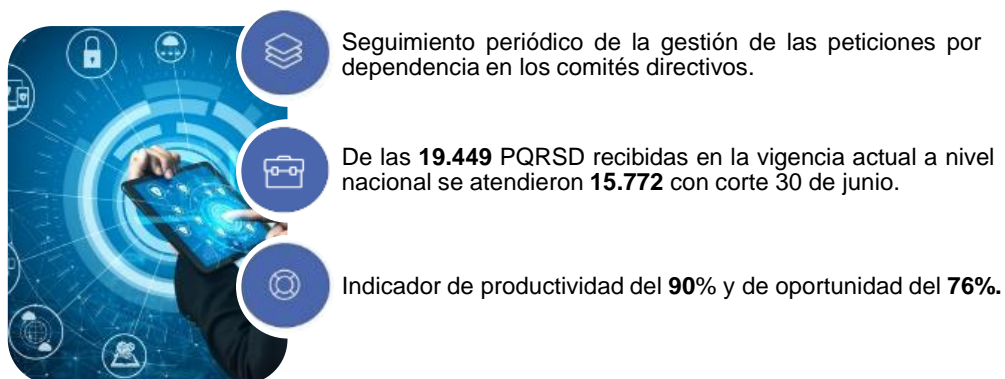 Seguimiento periódico de la gestión de las peticiones por
dependencia en los comités directivos.
De las 19.449 PQRSD recibidas en la vigencia actual a nivel
nacional se atendieron 15.772 con corte 30 de junio.
Indicador de productividad del 90% y de oportunidad del 76%.